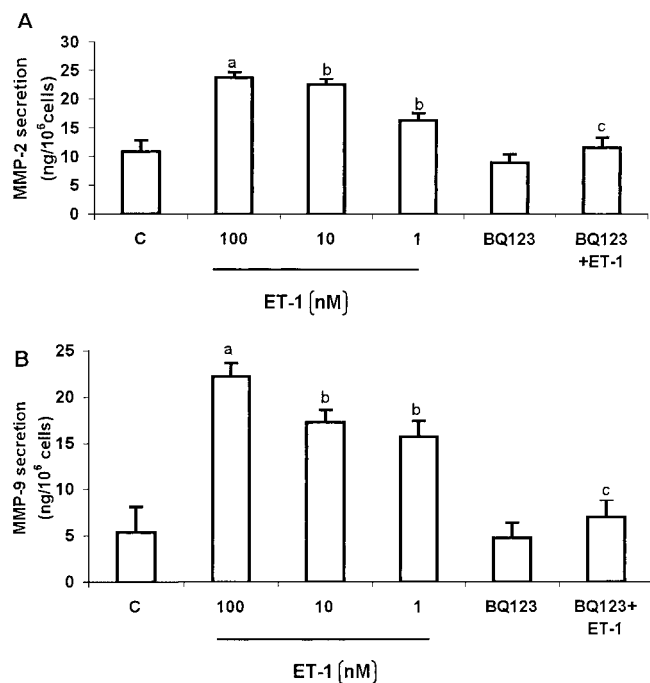 A
MMP-2 secretion
(ng/10⁶cells)
30
25
20
15
10
5
0
a
b
b
c
C
100
10
1
BQ123
BQ123
+ET-1
ET-1 (nM)
B
MMP-9 secretion
(ng/10⁶ cells)
25
20
15
10
5
0
a
b
b
c
C
100
10
1
BQ123
BQ123+
ET-1
ET-1 (nM)